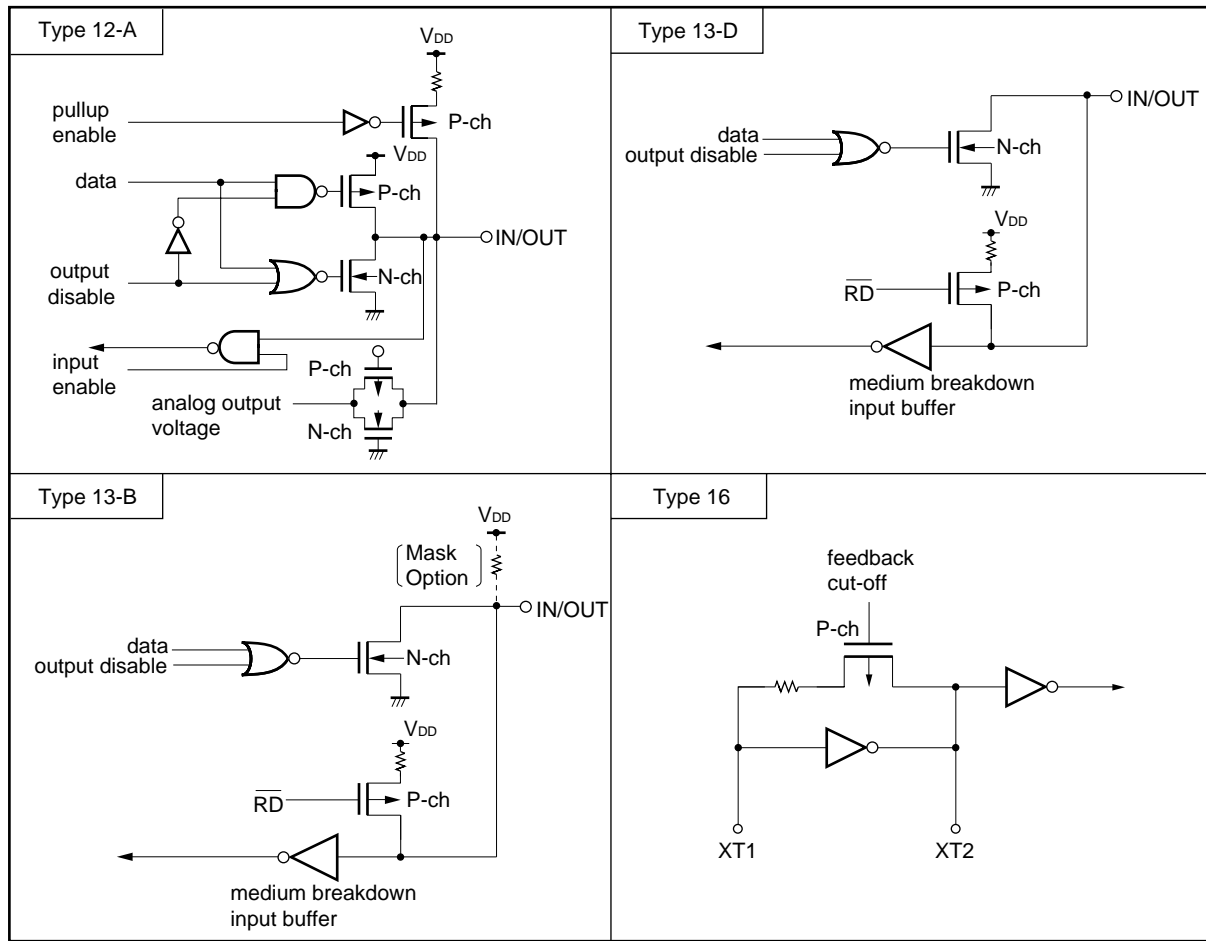 Type 12-A
VDD
pullup
enable
P-ch
VDD
data
P-ch
IN/OUT
output
disable
N-ch
input
enable
P-ch
analog output
voltage
N-ch
Type 13-D
IN/OUT
data
output disable
N-ch
VDD
RD
P-ch
medium breakdown
input buffer
Type 13-B
VDD
Mask
Option
IN/OUT
data
output disable
N-ch
VDD
RD
P-ch
medium breakdown
input buffer
Type 16
feedback
cut-off
P-ch
XT1
XT2